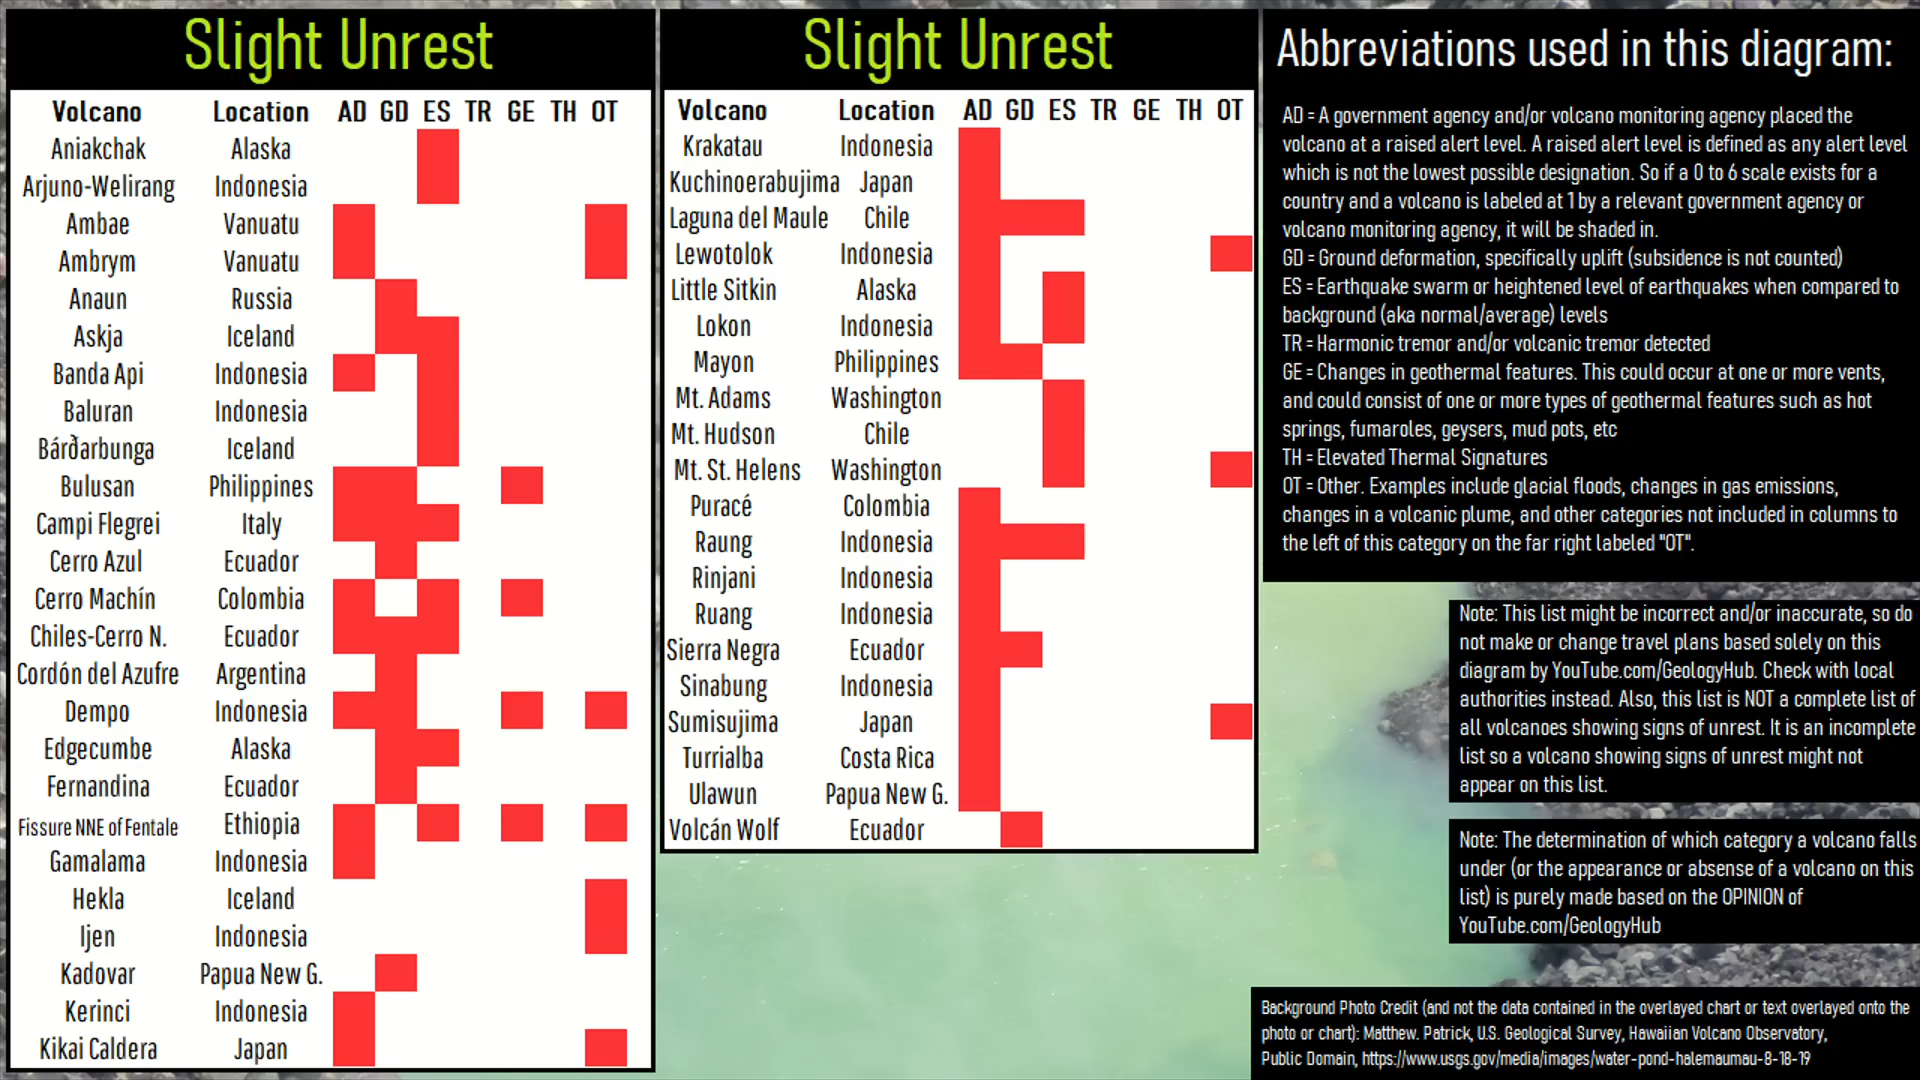 Slight Unrest
Volcano Location AD GD ES TR GE TH OT
Aniakchak Alaska
Arjuno-Welirang Indonesia
Ambae Vanuatu
Ambrym Vanuatu
Anaun Russia
Askja Iceland
Banda Api Indonesia
Baluran Indonesia
Bárðarbunga Iceland
Bulusan Philippines
Campi Flegrei Italy
Cerro Azul Ecuador
Cerro Machín Colombia
Chiles-Cerro N. Ecuador
Cordón del Azufre Argentina
Dempo Indonesia
Edgecumbe Alaska
Fernandina Ecuador
Fissure NNE of Fentale Ethiopia
Gamalama Indonesia
Hekla Iceland
Ijen Indonesia
Kadovar Papua New G.
Kerinci Indonesia
Kikai Caldera Japan
Slight Unrest
Volcano Location AD GD ES TR GE TH OT
Krakatau Indonesia
Kuchinoerabujima Japan
Laguna del Maule Chile
Lewotolok Indonesia
Little Sitkin Alaska
Lokon Indonesia
Mayon Philippines
Mt. Adams Washington
Mt. Hudson Chile
Mt. St. Helens Washington
Puracé Colombia
Raung Indonesia
Rinjani Indonesia
Ruang Indonesia
Sierra Negra Ecuador
Sinabung Indonesia
Sumisujima Japan
Turrialba Costa Rica
Ulawun Papua New G.
Volcán Wolf Ecuador
Abbreviations used in this diagram:
AD = A government agency and/or volcano monitoring agency placed the
volcano at a raised alert level. A raised alert level is defined as any alert level
which is not the lowest possible designation. So if a 0 to 6 scale exists for a
country and a volcano is labeled at 1 by a relevant government agency or
volcano monitoring agency, it will be shaded in.
GD = Ground deformation, specifically uplift (subsidence is not counted)
ES = Earthquake swarm or heightened level of earthquakes when compared to
background (aka normal/average) levels
TR = Harmonic tremor and/or volcanic tremor detected
GE = Changes in geothermal features. This could occur at one or more vents,
and could consist of one or more types of geothermal features such as hot
springs, fumaroles, geysers, mud pots, etc
TH = Elevated Thermal Signatures
OT = Other. Examples include glacial floods, changes in gas emissions,
changes in a volcanic plume, and other categories not included in columns to
the left of this category on the far right labeled "OT".
Note: This list might be incorrect and/or inaccurate, so do
not make or change travel plans based solely on this
diagram by YouTube.com/GeologyHub. Check with local
authorities instead. Also, this list is NOT a complete list of
all volcanoes showing signs of unrest. It is an incomplete
list so a volcano showing signs of unrest might not
appear on this list.
Note: The determination of which category a volcano falls
under (or the appearance or absense of a volcano on this
list) is purely made based on the OPINION of
YouTube.com/GeologyHub
Background Photo Credit (and not the data contained in the overlayed chart or text overlayed onto the
photo or chart): Matthew. Patrick, U.S. Geological Survey, Hawaiian Volcano Observatory,
Public Domain, https://www.usgs.gov/media/images/water-pond-halemaumau-8-18-19